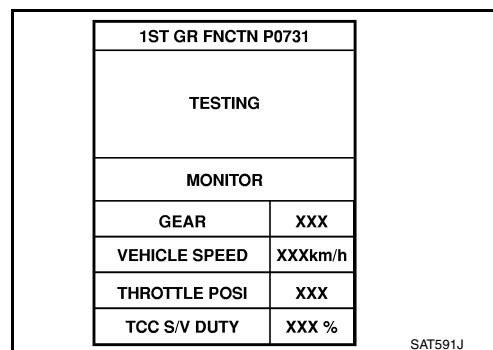 1ST GR FNCTN P0731
TESTING
MONITOR
GEAR XXX
VEHICLE SPEED XXXkm/h
THROTTLE POSI XXX
TCC S/V DUTY XXX %
SAT591J